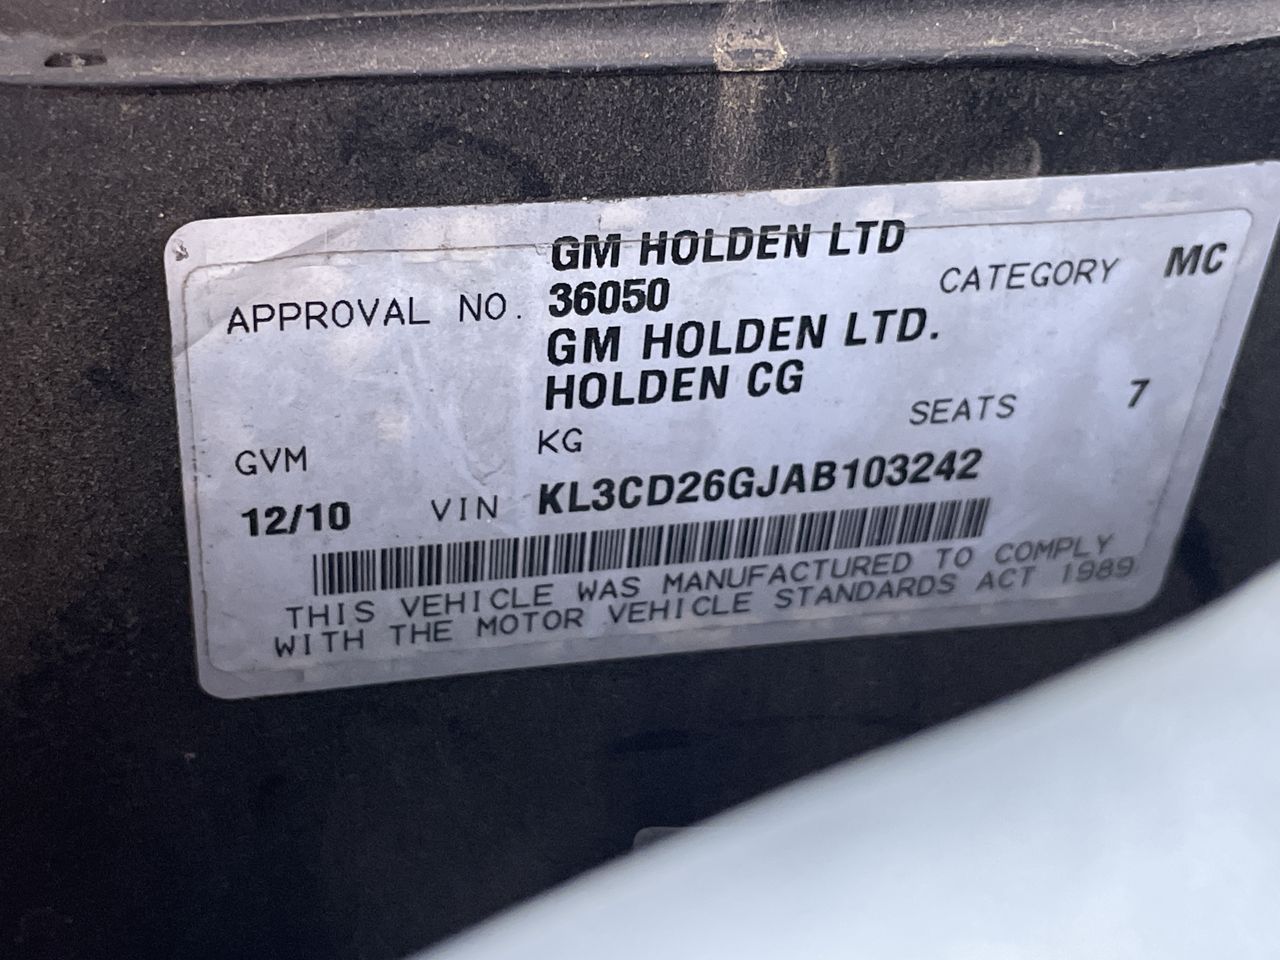 GM HOLDEN LTD
APPROVAL NO. 36050 CATEGORY MC
GM HOLDEN LTD.
HOLDEN CG
GVM KG SEATS 7
12/10 VIN KL3CD26GJAB103242
THIS VEHICLE WAS MANUFACTURED TO COMPLY
WITH THE MOTOR VEHICLE STANDARDS ACT 1989